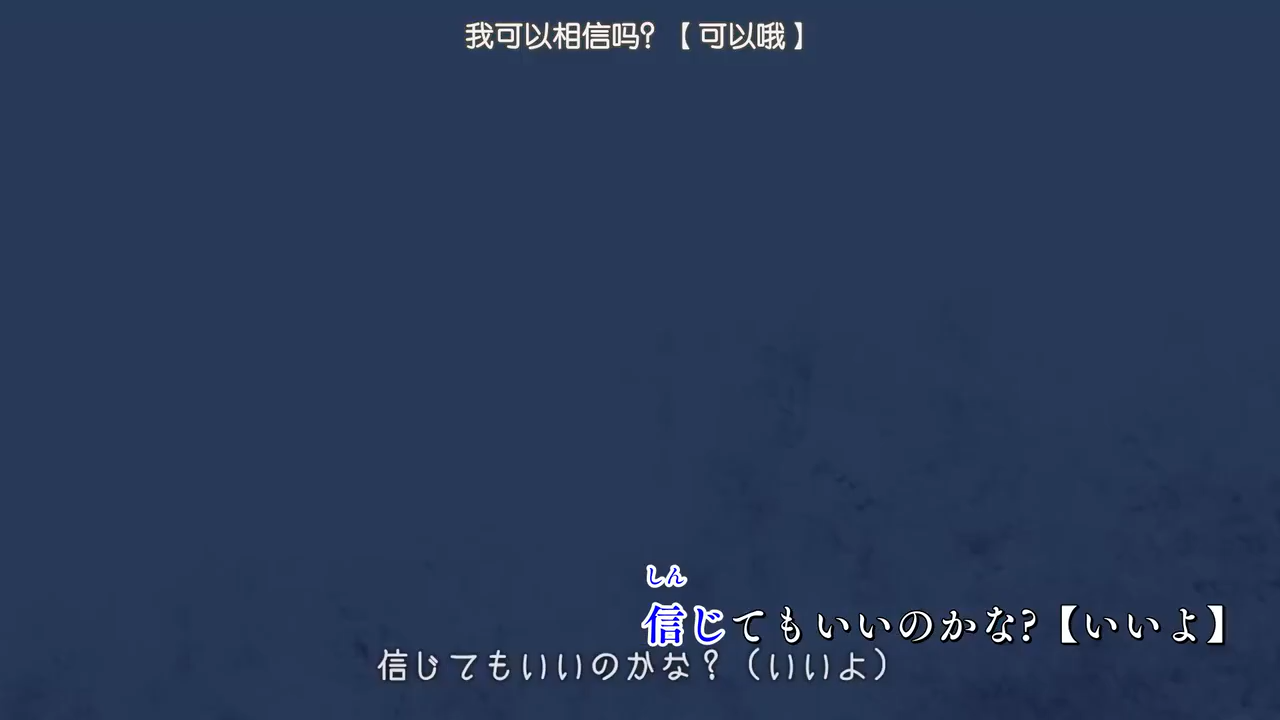 我可以相信吗？【可以哦】
しん
信じてもいいのかな?【いいよ】
信じてもいいのかな？（いいよ）